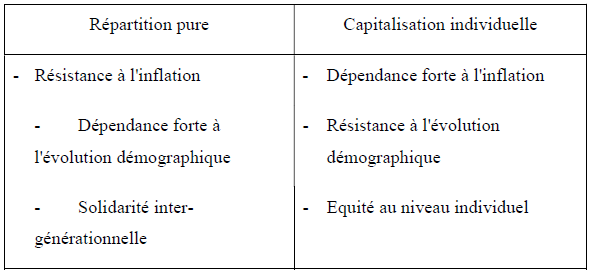 Répartition pure
Capitalisation individuelle
- Résistance à l'inflation
- Dépendance forte à
l'évolution démographique
- Solidarité inter-
générationnelle
- Dépendance forte à l'inflation
- Résistance à l'évolution
démographique
- Equité au niveau individuel